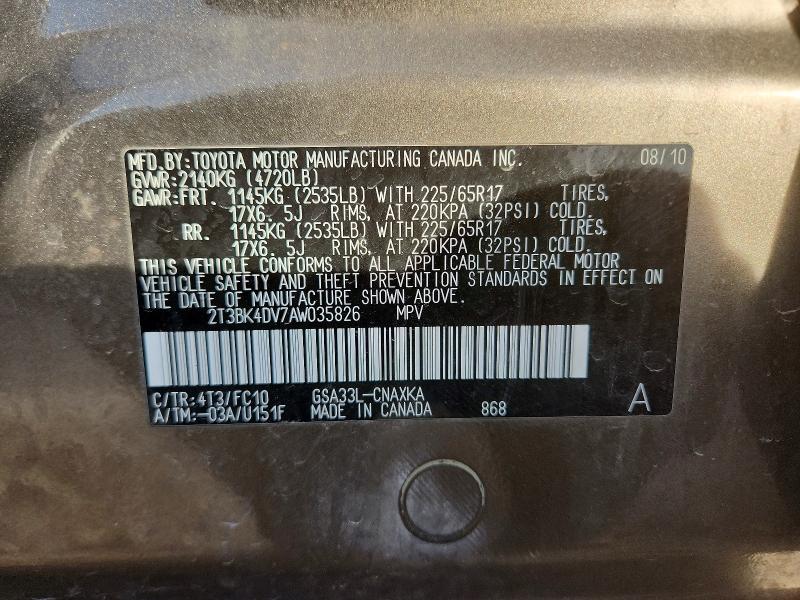 MFD.BY:TOYOTA MOTOR MANUFACTURING CANADA INC. 08/10
GVWR:2140KG (4720LB)
GAWR:FRT. 1145KG (2535LB) WITH 225/65R17 TIRES,
17X6.5J RIMS, AT 220KPA (32PSI) COLD.
RR. 1145KG (2535LB) WITH 225/65R17 TIRES,
17X6.5J RIMS, AT 220KPA (32PSI) COLD.
THIS VEHICLE CONFORMS TO ALL APPLICABLE FEDERAL MOTOR
VEHICLE SAFETY AND THEFT PREVENTION STANDARDS IN EFFECT ON
THE DATE OF MANUFACTURE SHOWN ABOVE.
2T3BK4DV7AW035826 MPV
C/TR:4T3/FC10 GSA33L-CNAXKA
A/TM:-03A/U151F MADE IN CANADA 868 A